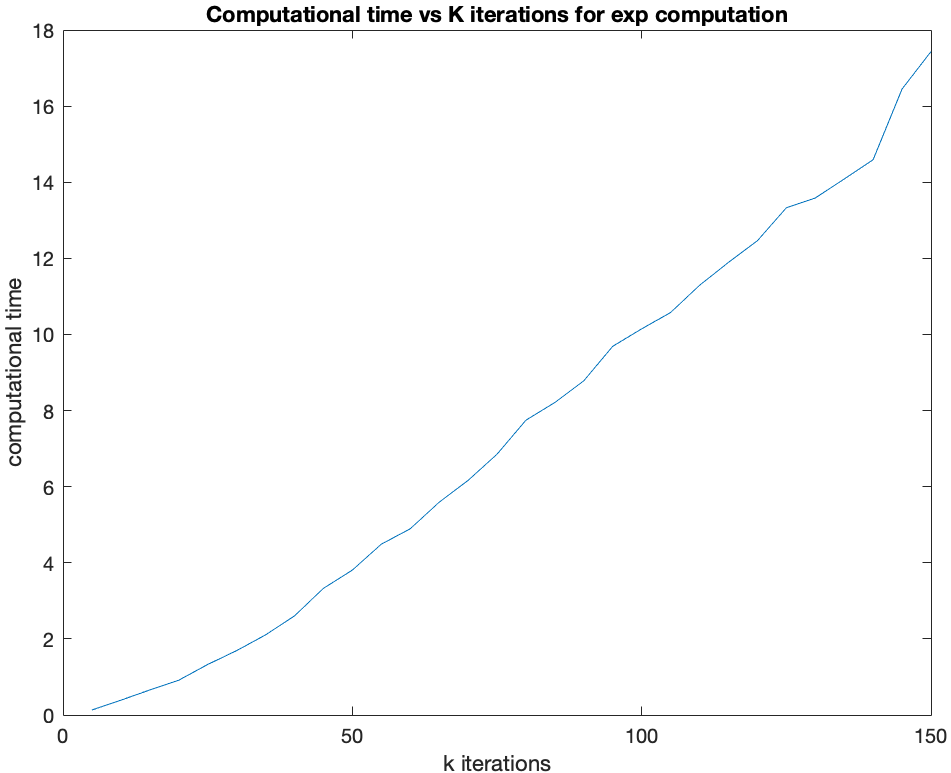 Computational time vs K iterations for exp computation
18
16
14
12
10
8
6
4
2
0
computational time
0 50 100 150
k iterations